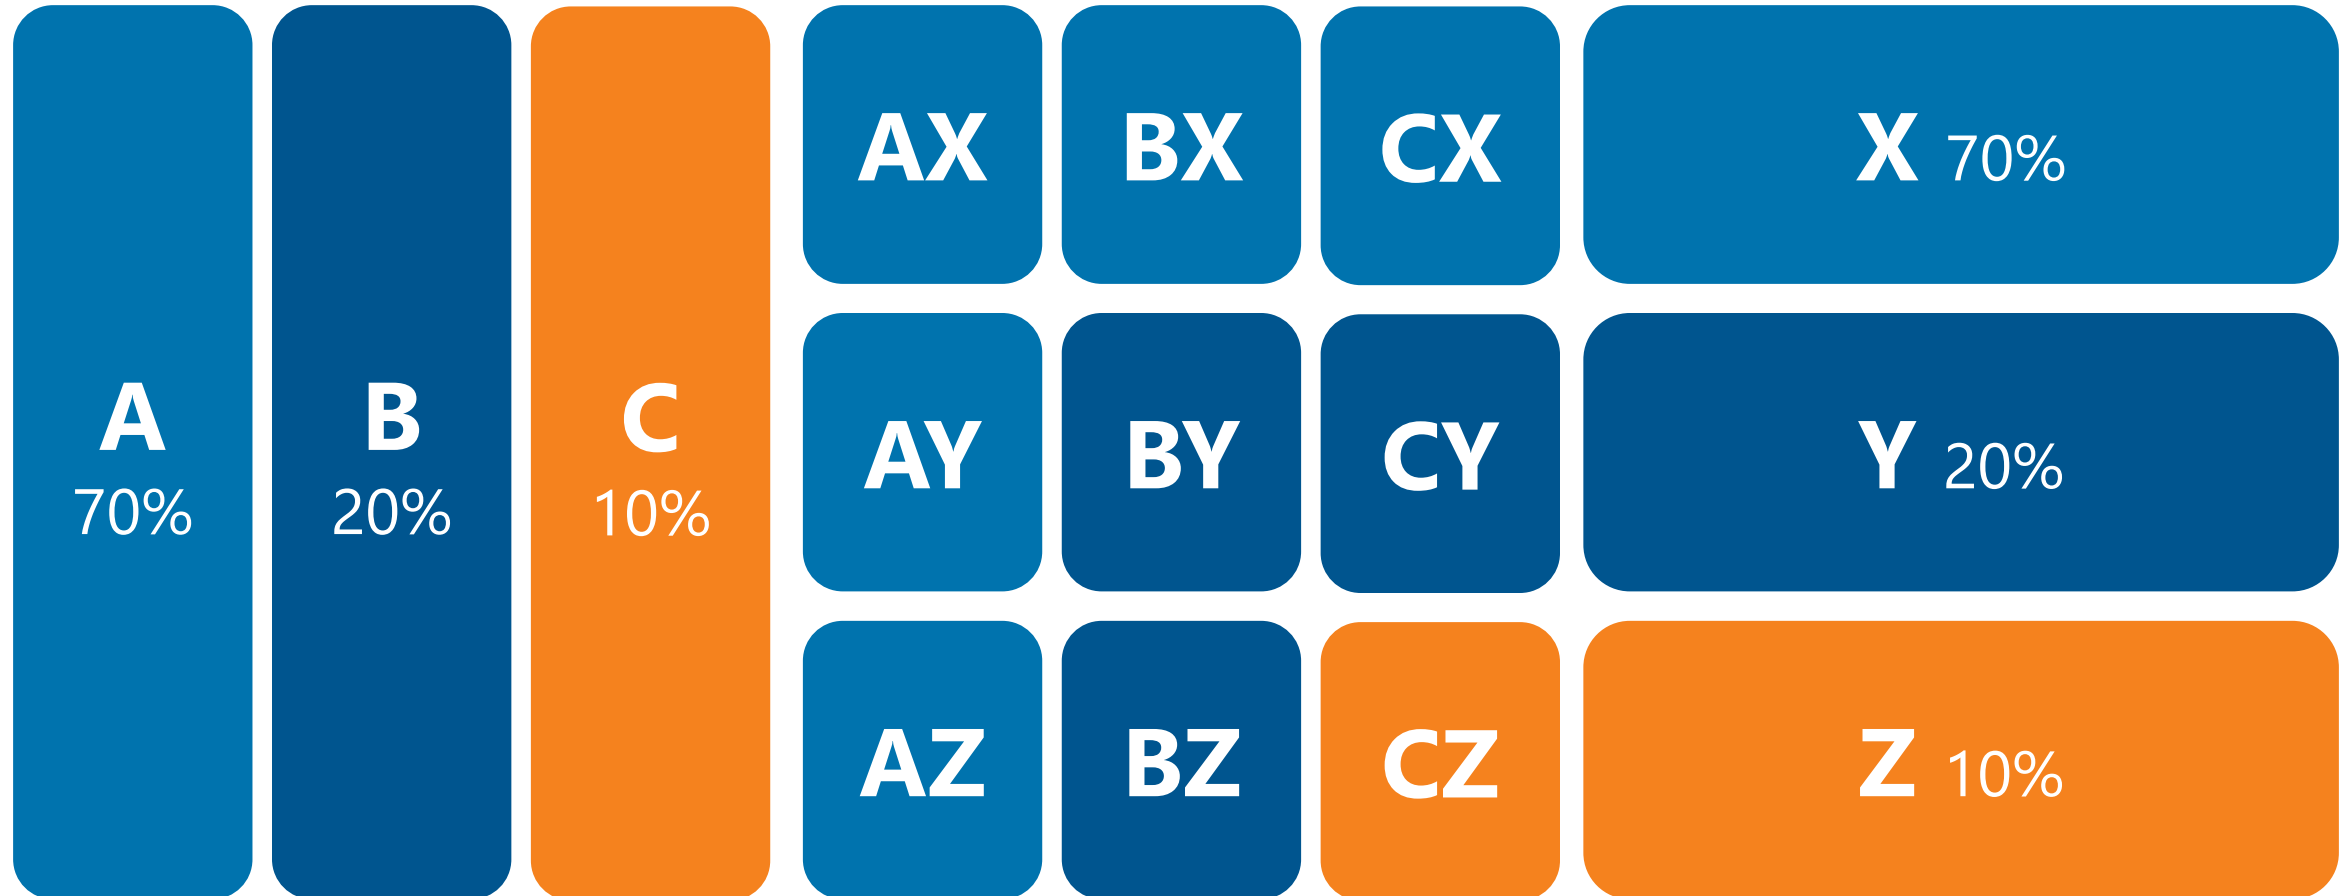 A
70%
B
20%
C
10%
AX BX CX
AY BY CY
AZ BZ CZ
X 70%
Y 20%
Z 10%